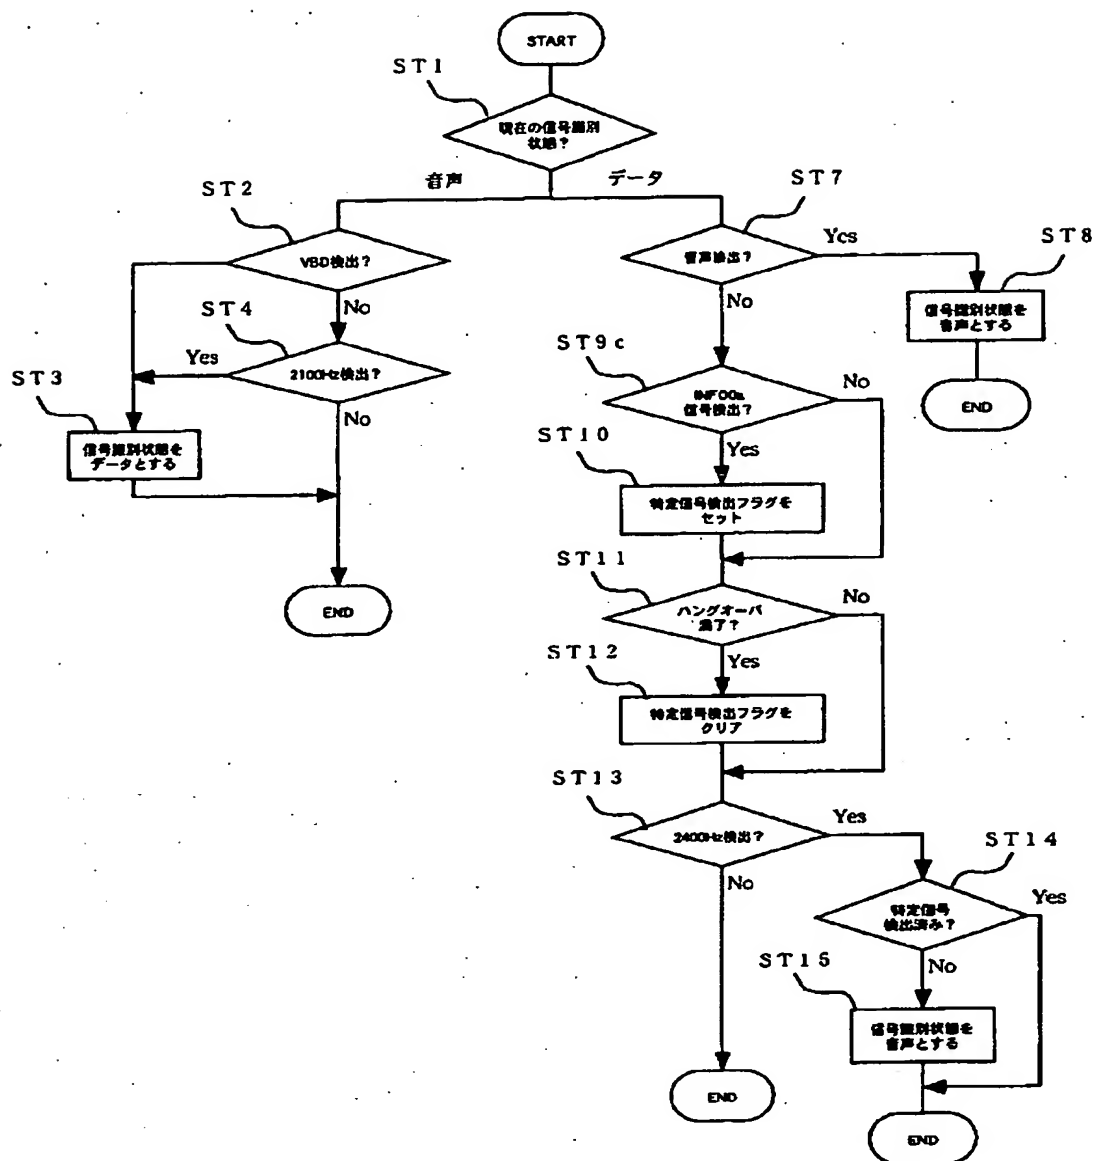 START
ST1
現在の信号識別
状態？
音声
データ
ST2
VBD検出？
No
ST4
Yes
2100Hz検出？
No
ST3
信号識別状態を
データとする
END
ST7
音声検出？
Yes
ST8
信号識別状態を
音声とする
END
No
ST9c
INFO0a
信号検出？
No
Yes
ST10
特定信号検出フラグを
セット
ST11
ハングオーバ
満了？
No
Yes
ST12
特定信号検出フラグを
クリア
ST13
2400Hz検出？
Yes
No
ST14
特定信号
検出済み？
Yes
No
ST15
信号識別状態を
音声とする
END
END